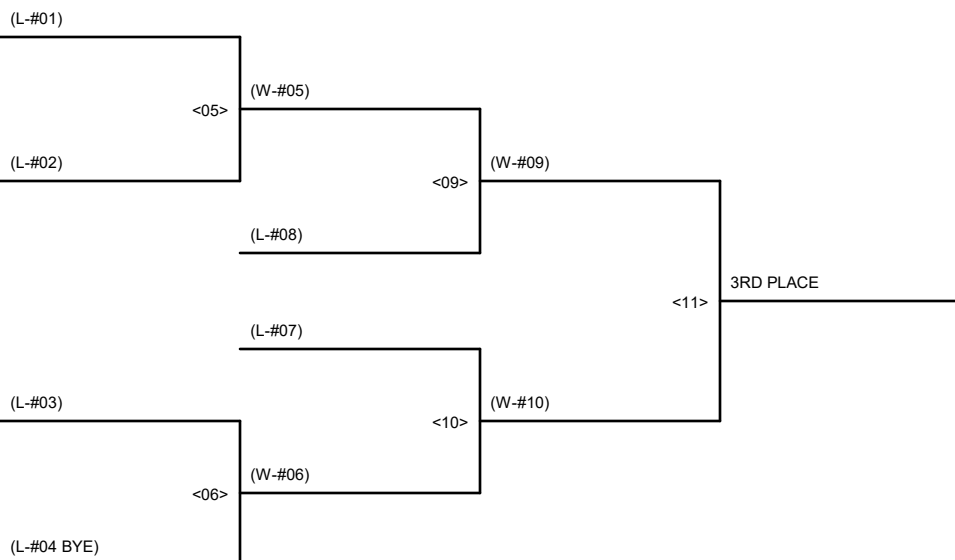 (L-#01)
(W-#05)
<05>
(L-#02)
(W-#09)
<09>
(L-#08)
3RD PLACE
<11>
(L-#07)
(L-#03)
(W-#10)
<10>
(W-#06)
<06>
(L-#04 BYE)